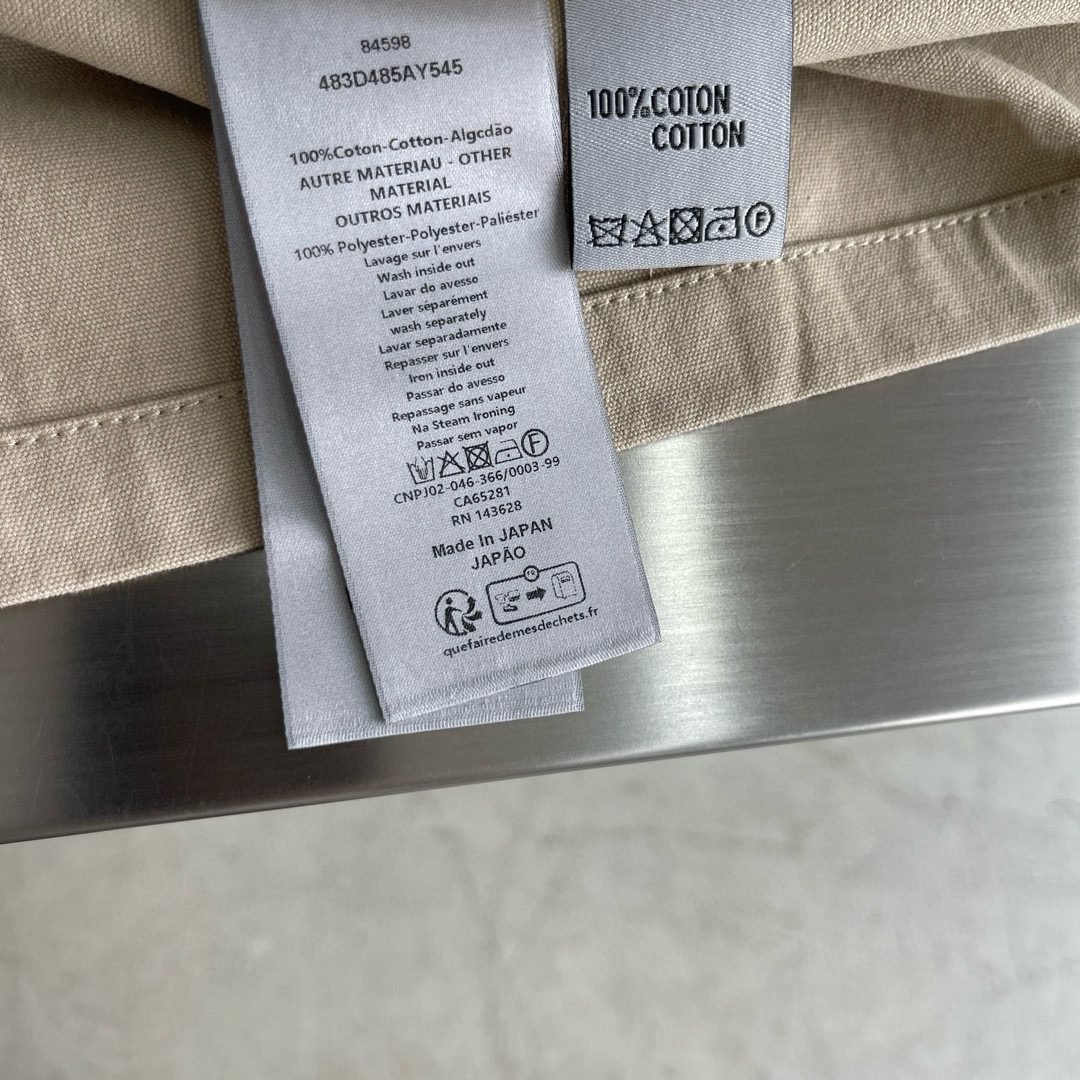 84598
483D485AY545
100%Coton-Cotton-Algcdão
AUTRE MATERIAU - OTHER
MATERIAL
OUTROS MATERIAIS
100% Polyester-Polyester-Paliéster
Lavage sur l'envers
Wash inside out
Lavar do avesso
Laver séparément
wash separately
Lavar separadamente
Repasser sur l'envers
Iron inside out
Passar do avesso
Repassage sans vapeur
Na Steam Ironing
Passar sem vapor
F
CNPJ02-046-366/0003-99
CA65281
RN 143628
Made In JAPAN
JAPÃO
FR
quefairedemesdechets.fr
100%COTON
COTTON
F